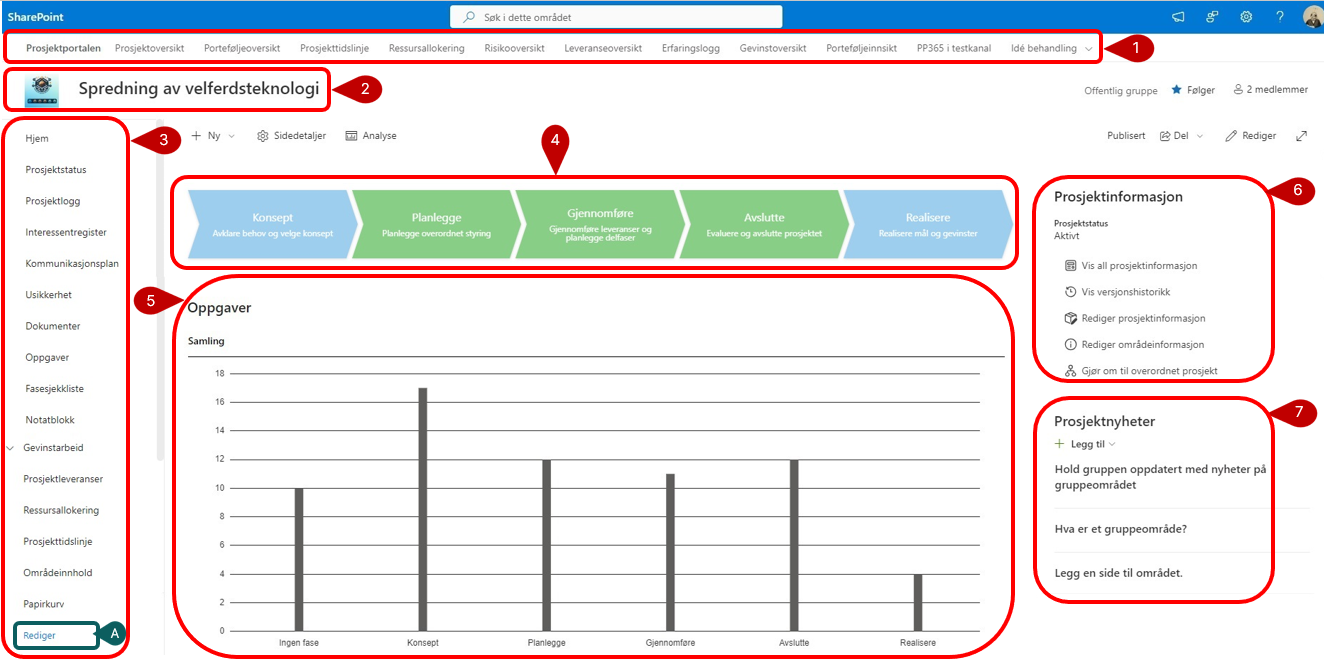 SharePoint
Søk i dette området
?
Prosjektportalen Prosjektoversikt Porteføljeoversikt Prosjekttidslinje Ressursallokering Risikooversikt Leveranseoversikt Erfaringslogg Gevinstoversikt Porteføljeinnsikt PP365 i testkanal Idé behandling
1
Spredning av velferdsteknologi
2
Offentlig gruppe Følger 2 medlemmer
3
Hjem
Prosjektstatus
Prosjektlogg
Interessentregister
Kommunikasjonsplan
Usikkerhet
Dokumenter
Oppgaver
Fasesjekkliste
Notatblokk
Gevinstarbeid
Prosjektleveranser
Ressursallokering
Prosjekttidslinje
Områdeinnhold
Papirkurv
Rediger
A
+ Ny Sidedetaljer Analyse
Publisert Del Rediger
4
Konsept
Avklare behov og velge konsept
Planlegge
Planlegge overordnet styring
Gjennomføre
Gjennomføre leveranser og
planlegge delfaser
Avslutte
Evaluere og avslutte prosjektet
Realisere
Realisere mål og gevinster
5
Oppgaver
Samling
18
16
14
12
10
8
6
4
2
0
Ingen fase Konsept Planlegge Gjennomføre Avslutte Realisere
6
Prosjektinformasjon
Prosjektstatus
Aktivt
Vis all prosjektinformasjon
Vis versjonshistorikk
Rediger prosjektinformasjon
Rediger områdeinformasjon
Gjør om til overordnet prosjekt
7
Prosjektnyheter
+ Legg til
Hold gruppen oppdatert med nyheter på
gruppeområdet
Hva er et gruppeområde?
Legg en side til området.